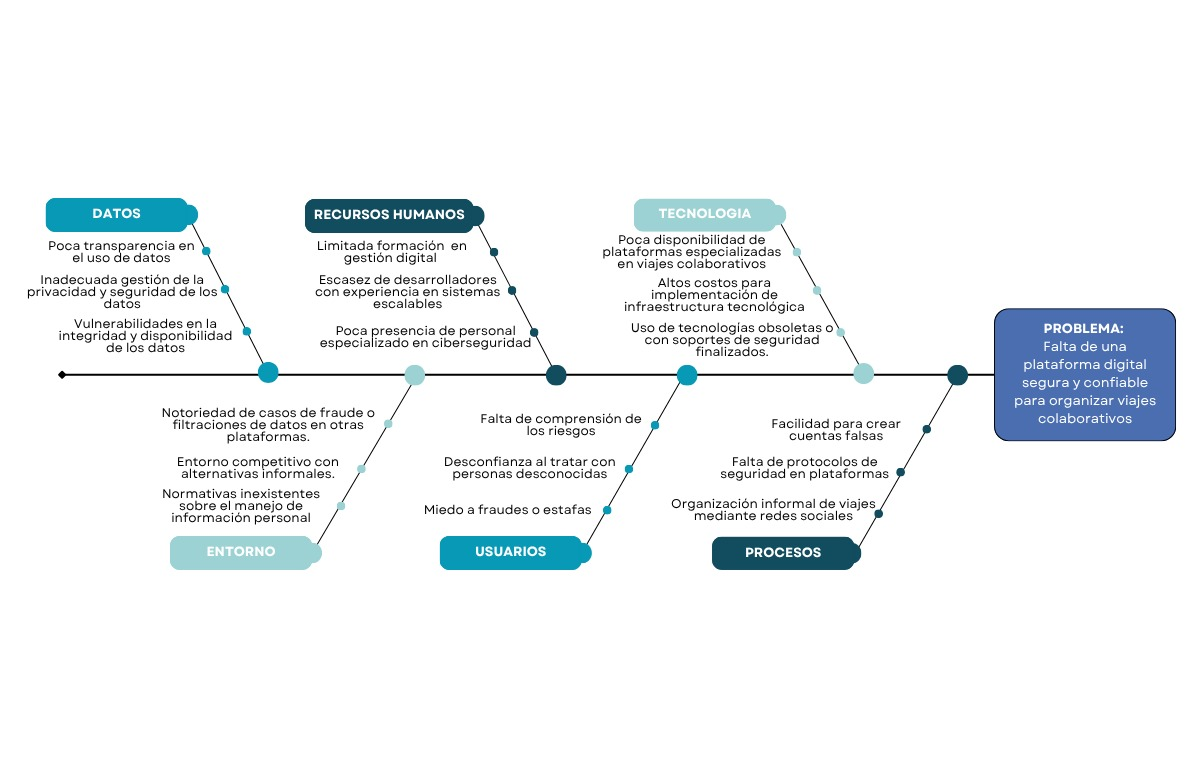 DATOS
Poca transparencia en
el uso de datos
Inadecuada gestión de la
privacidad y seguridad de los
datos
Vulnerabilidades en la
integridad y disponibilidad
de los datos
RECURSOS HUMANOS
Limitada formación en
gestión digital
Escasez de desarrolladores
con experiencia en sistemas
escalables
Poca presencia de personal
especializado en ciberseguridad
TECNOLOGIA
Poca disponibilidad de
plataformas especializadas
en viajes colaborativos
Altos costos para
implementación de
infraestructura tecnológica
Uso de tecnologías obsoletas o
con soportes de seguridad
finalizados.
PROBLEMA:
Falta de una
plataforma digital
segura y confiable
para organizar viajes
colaborativos
Notoriedad de casos de fraude o
filtraciones de datos en otras
plataformas.
Entorno competitivo con
alternativas informales.
Normativas inexistentes
sobre el manejo de
información personal
ENTORNO
Falta de comprensión de
los riesgos
Desconfianza al tratar con
personas desconocidas
Miedo a fraudes o estafas
USUARIOS
Facilidad para crear
cuentas falsas
Falta de protocolos de
seguridad en plataformas
Organización informal de viajes
mediante redes sociales
PROCESOS